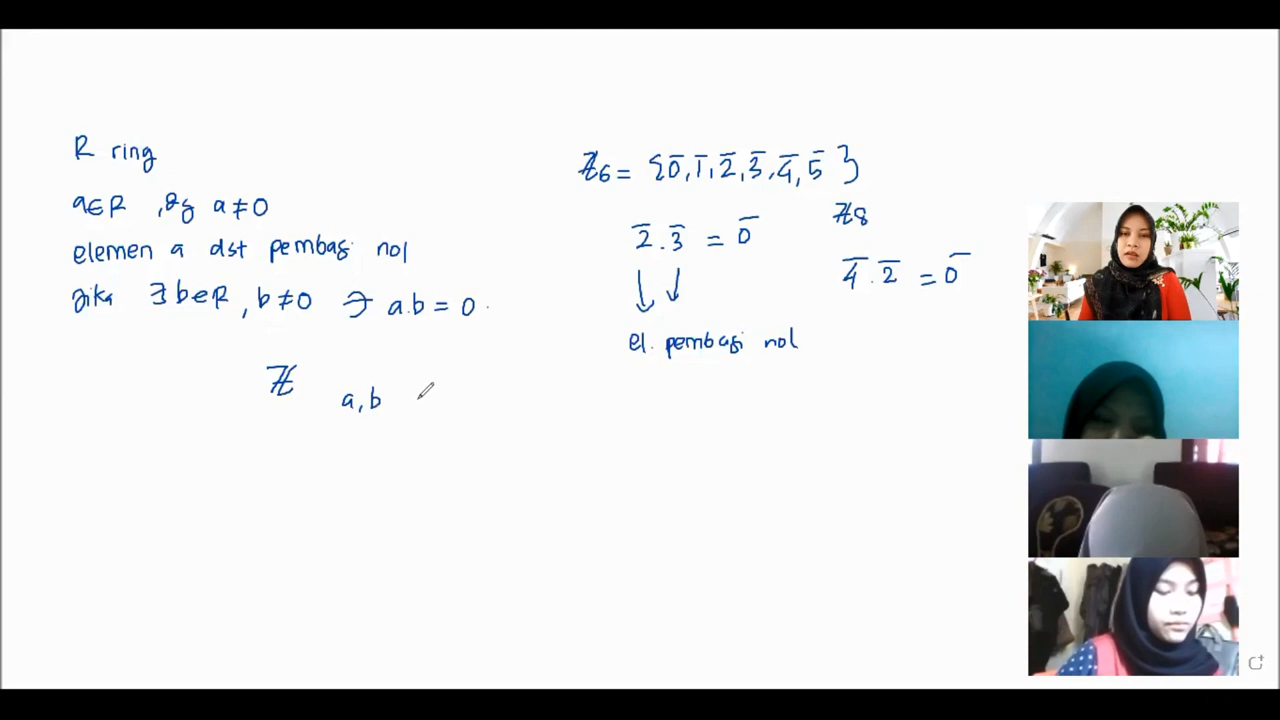 R ring
a∈R , dg a≠0
elemen a dst pembagi nol
jika ∃ b∈R , b≠0 ∋ a.b = 0.
ℤ a, b
ℤ6 = {0̅, 1̅, 2̅, 3̅, 4̅, 5̅}
2̅ . 3̅ = 0̅
↓ ↓
el. pembagi nol
ℤ8
4̅ . 2̅ = 0̅